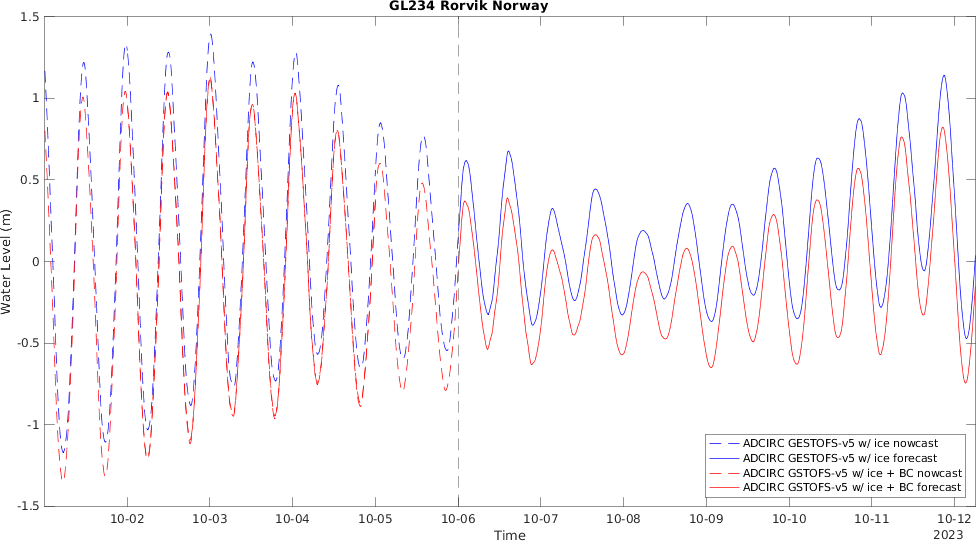 GL234 Rorvik Norway
1.5
1
0.5
0
-0.5
-1
-1.5
Water Level (m)
10-02 10-03 10-04 10-05 10-06 10-07 10-08 10-09 10-10 10-11 10-12
Time
2023
ADCIRC GESTOFS-v5 w/ ice nowcast
ADCIRC GESTOFS-v5 w/ ice forecast
ADCIRC GSTOFS-v5 w/ ice + BC nowcast
ADCIRC GSTOFS-v5 w/ ice + BC forecast